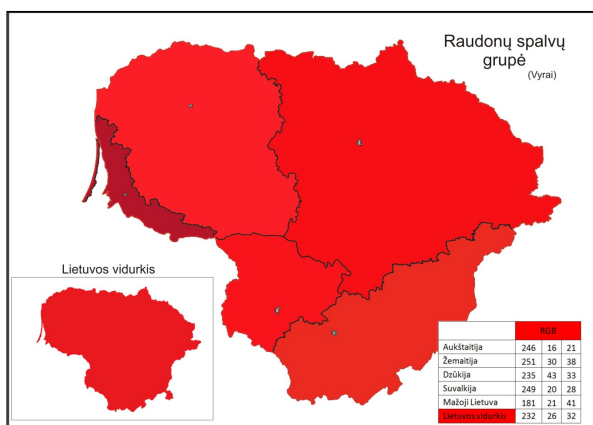 Raudonų spalvų
grupė
(Vyrai)
Lietuvos vidurkis
RGB
Aukštaitija 246 16 21
Žemaitija 251 30 38
Dzūkija 235 43 33
Suvalkija 249 20 28
Mažoji Lietuva 181 21 41
Lietuvos vidurkis 232 26 32